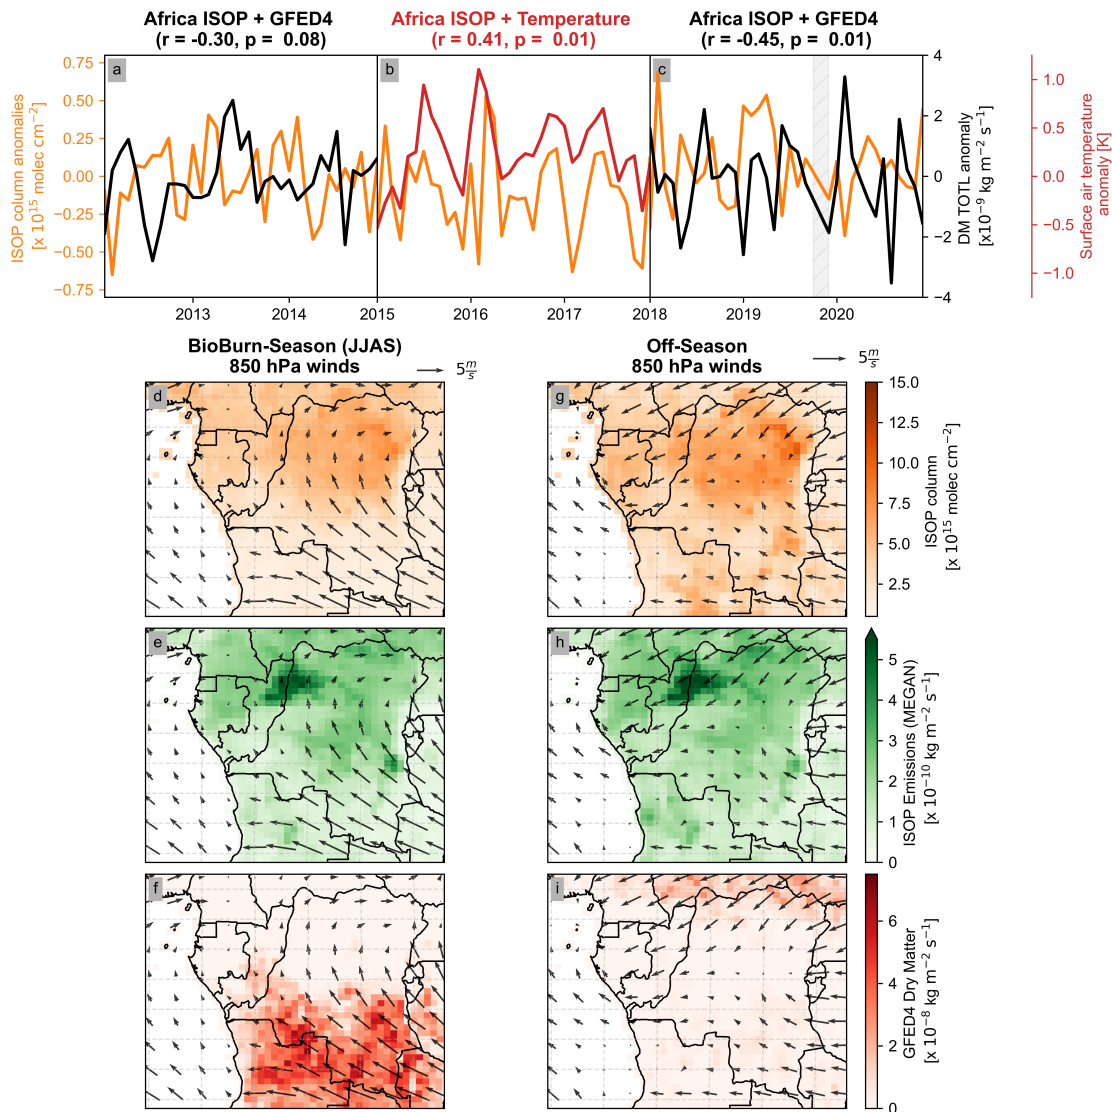 Africa ISOP + GFED4
(r = -0.30, p =  0.08)
Africa ISOP + Temperature
(r = 0.41, p =  0.01)
Africa ISOP + GFED4
(r = -0.45, p =  0.01)
a
b
c
ISOP column anomalies
[x 10^15 molec cm^−2]
0.75
0.50
0.25
0.00
−0.25
−0.50
−0.75
4
2
0
−2
−4
DM TOTL anomaly
[x10^−9 kg m^−2 s^−1]
1.0
0.5
0.0
−0.5
−1.0
Surface air temperature
anomaly [K]
2013
2014
2015
2016
2017
2018
2019
2020
BioBurn-Season (JJAS)
850 hPa winds
5 m/s
Off-Season
850 hPa winds
5 m/s
d
g
15.0
12.5
10.0
7.5
5.0
2.5
ISOP column
[x 10^15 molec cm^−2]
e
h
5
4
3
2
1
0
ISOP Emissions (MEGAN)
[x 10^−10 kg m^−2 s^−1]
f
i
6
4
2
0
GFED4 Dry Matter
[x 10^−8 kg m^−2 s^−1]